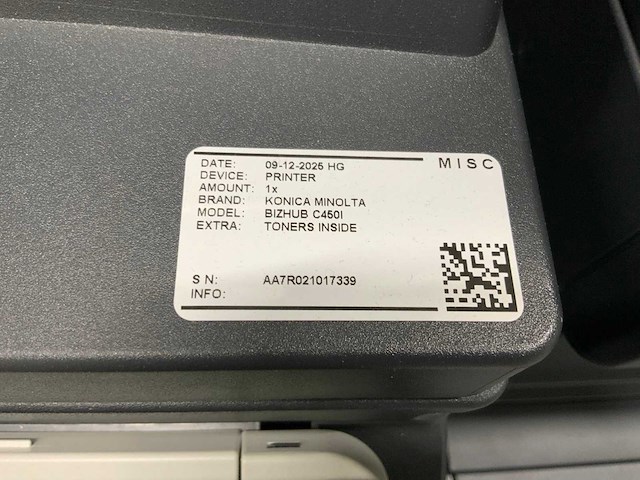 MISC
DATE: 09-12-2025 HG
DEVICE: PRINTER
AMOUNT: 1x
BRAND: KONICA MINOLTA
MODEL: BIZHUB C450I
EXTRA: TONERS INSIDE
S N: AA7R021017339
INFO: